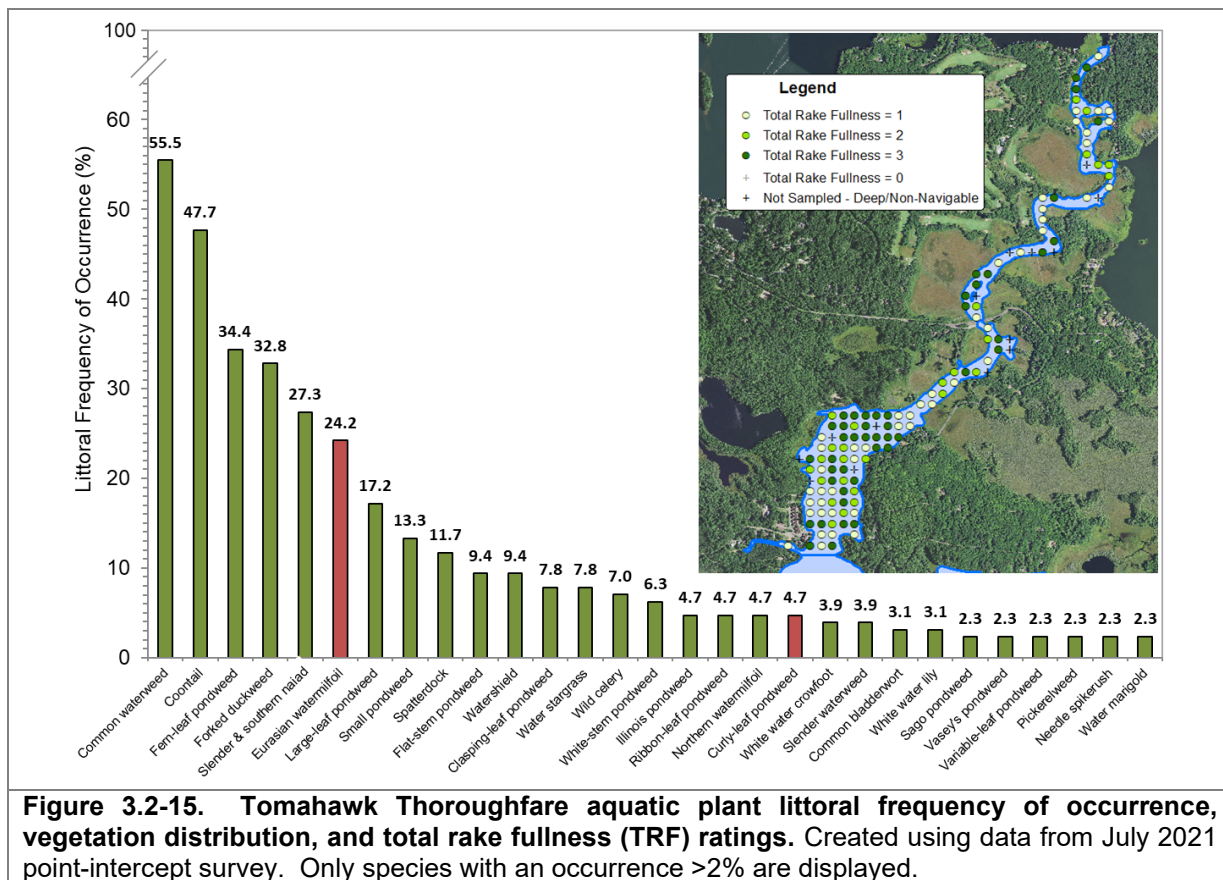 100
60
50
40
30
20
10
0
Littoral Frequency of Occurrence (%)
55.5
47.7
34.4
32.8
27.3
24.2
17.2
13.3
11.7
9.4
9.4
7.8
7.8
7.0
6.3
4.7
4.7
4.7
4.7
3.9
3.9
3.1
3.1
2.3
2.3
2.3
2.3
2.3
2.3
Common waterweed
Coontail
Fern-leaf pondweed
Forked duckweed
Slender & southern naiad
Eurasian watermilfoil
Large-leaf pondweed
Small pondweed
Spatterdock
Flat-stem pondweed
Watershield
Clasping-leaf pondweed
Water stargrass
Wild celery
White-stem pondweed
Illinois pondweed
Ribbon-leaf pondweed
Northern watermilfoil
Curly-leaf pondweed
White water crowfoot
Slender waterweed
Common bladderwort
White water lily
Sago pondweed
Vasey's pondweed
Variable-leaf pondweed
Pickerelweed
Needle spikerush
Water marigold
Legend
Total Rake Fullness = 1
Total Rake Fullness = 2
Total Rake Fullness = 3
Total Rake Fullness = 0
Not Sampled - Deep/Non-Navigable
Figure 3.2-15. Tomahawk Thoroughfare aquatic plant littoral frequency of occurrence,
vegetation distribution, and total rake fullness (TRF) ratings. Created using data from July 2021
point-intercept survey. Only species with an occurrence >2% are displayed.